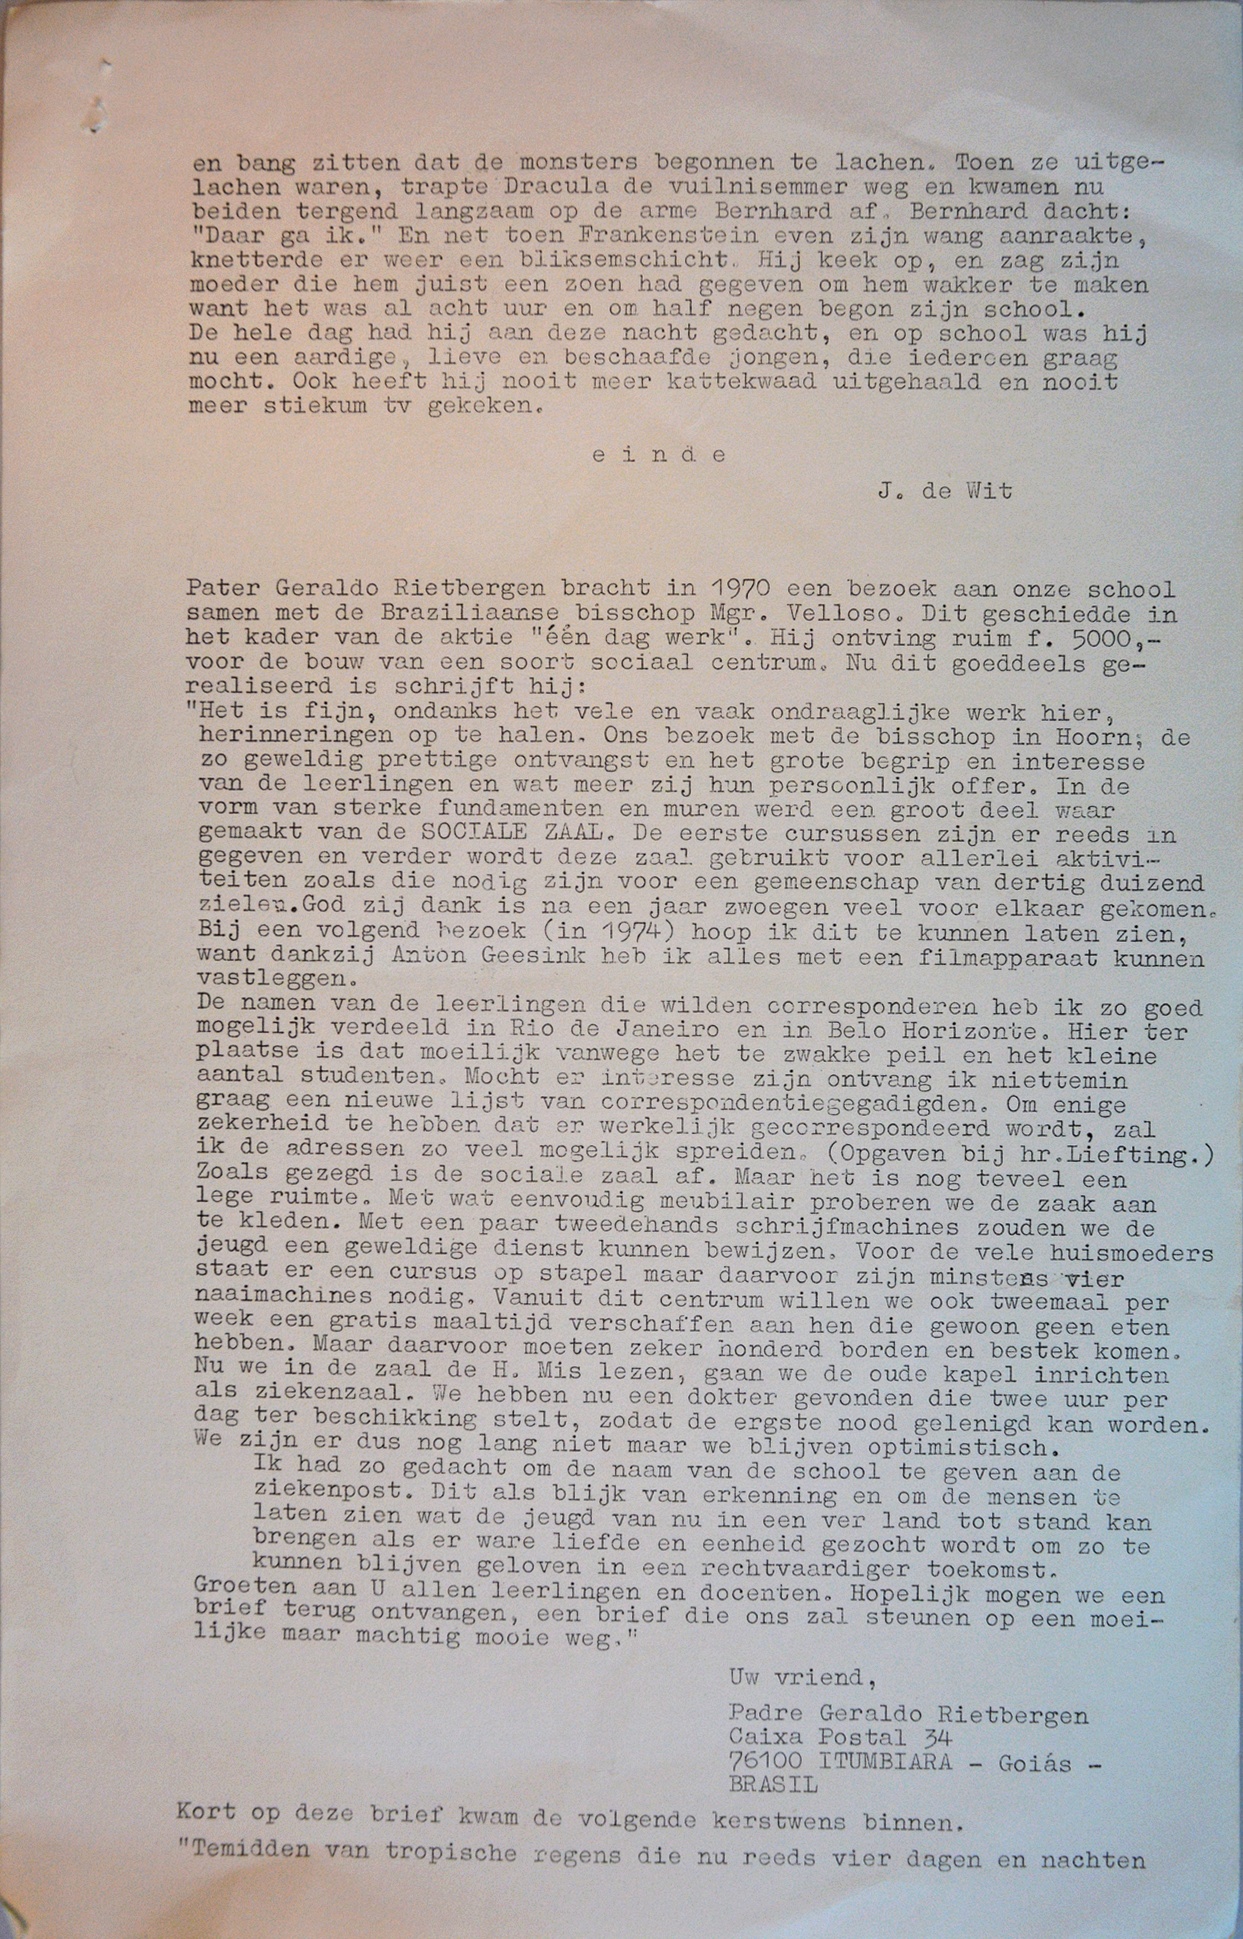 en bang zitten dat de monsters begonnen te lachen. Toen ze uitge-
lachen waren, trapte Dracula de vuilnisemmer weg en kwamen nu
beiden tergend langzaam op de arme Bernhard af. Bernhard dacht:
"Daar ga ik." En net toen Frankenstein even zijn wang aanraakte,
knetterde er weer een bliksemschicht. Hij keek op, en zag zijn
moeder die hem juist een zoen had gegeven om hem wakker te maken
want het was al acht uur en om half negen begon zijn school.
De hele dag had hij aan deze nacht gedacht, en op school was hij
nu een aardige, lieve en beschaafde jongen, die iedereen graag
mocht. Ook heeft hij nooit meer kattekwaad uitgehaald en nooit
meer stiekum tv gekeken.
e i n d e
J. de Wit
Pater Geraldo Rietbergen bracht in 1970 een bezoek aan onze school
samen met de Braziliaanse bisschop Mgr. Velloso. Dit geschiedde in
het kader van de aktie "één dag werk". Hij ontving ruim f. 5000,-
voor de bouw van een soort sociaal centrum. Nu dit goeddeels ge-
realiseerd is schrijft hij:
"Het is fijn, ondanks het vele en vaak ondraaglijke werk hier,
herinneringen op te halen. Ons bezoek met de bisschop in Hoorn; de
zo geweldig prettige ontvangst en het grote begrip en interesse
van de leerlingen en wat meer zij hun persoonlijk offer. In de
vorm van sterke fundamenten en muren werd een groot deel waar
gemaakt van de SOCIALE ZAAL. De eerste cursussen zijn er reeds in
gegeven en verder wordt deze zaal gebruikt voor allerlei aktivi-
teiten zoals die nodig zijn voor een gemeenschap van dertig duizend
zielen.God zij dank is na een jaar zwoegen veel voor elkaar gekomen.
Bij een volgend bezoek (in 1974) hoop ik dit te kunnen laten zien,
want dankzij Anton Geesink heb ik alles met een filmapparaat kunnen
vastleggen.
De namen van de leerlingen die wilden corresponderen heb ik zo goed
mogelijk verdeeld in Rio de Janeiro en in Belo Horizonte. Hier ter
plaatse is dat moeilijk vanwege het te zwakke peil en het kleine
aantal studenten. Mocht er interesse zijn ontvang ik niettemin
graag een nieuwe lijst van correspondentiegegadigden. Om enige
zekerheid te hebben dat er werkelijk gecorrespondeerd wordt, zal
ik de adressen zo veel mogelijk spreiden. (Opgaven bij hr.Liefting.)
Zoals gezegd is de sociale zaal af. Maar het is nog teveel een
lege ruimte. Met wat eenvoudig meubilair proberen we de zaak aan
te kleden. Met een paar tweedehands schrijfmachines zouden we de
jeugd een geweldige dienst kunnen bewijzen. Voor de vele huismoeders
staat er een cursus op stapel maar daarvoor zijn minstens vier
naaimachines nodig. Vanuit dit centrum willen we ook tweemaal per
week een gratis maaltijd verschaffen aan hen die gewoon geen eten
hebben. Maar daarvoor moeten zeker honderd borden en bestek komen.
Nu we in de zaal de H. Mis lezen, gaan we de oude kapel inrichten
als ziekenzaal. We hebben nu een dokter gevonden die twee uur per
dag ter beschikking stelt, zodat de ergste nood gelenigd kan worden.
We zijn er dus nog lang niet maar we blijven optimistisch.
Ik had zo gedacht om de naam van de school te geven aan de
ziekenpost. Dit als blijk van erkenning en om de mensen te
laten zien wat de jeugd van nu in een ver land tot stand kan
brengen als er ware liefde en eenheid gezocht wordt om zo te
kunnen blijven geloven in een rechtvaardiger toekomst.
Groeten aan U allen leerlingen en docenten. Hopelijk mogen we een
brief terug ontvangen, een brief die ons zal steunen op een moei-
lijke maar machtig mooie weg."
Uw vriend,
Padre Geraldo Rietbergen
Caixa Postal 34
76100 ITUMBIARA - Goiás -
BRASIL
Kort op deze brief kwam de volgende kerstwens binnen.
"Temidden van tropische regens die nu reeds vier dagen en nachten